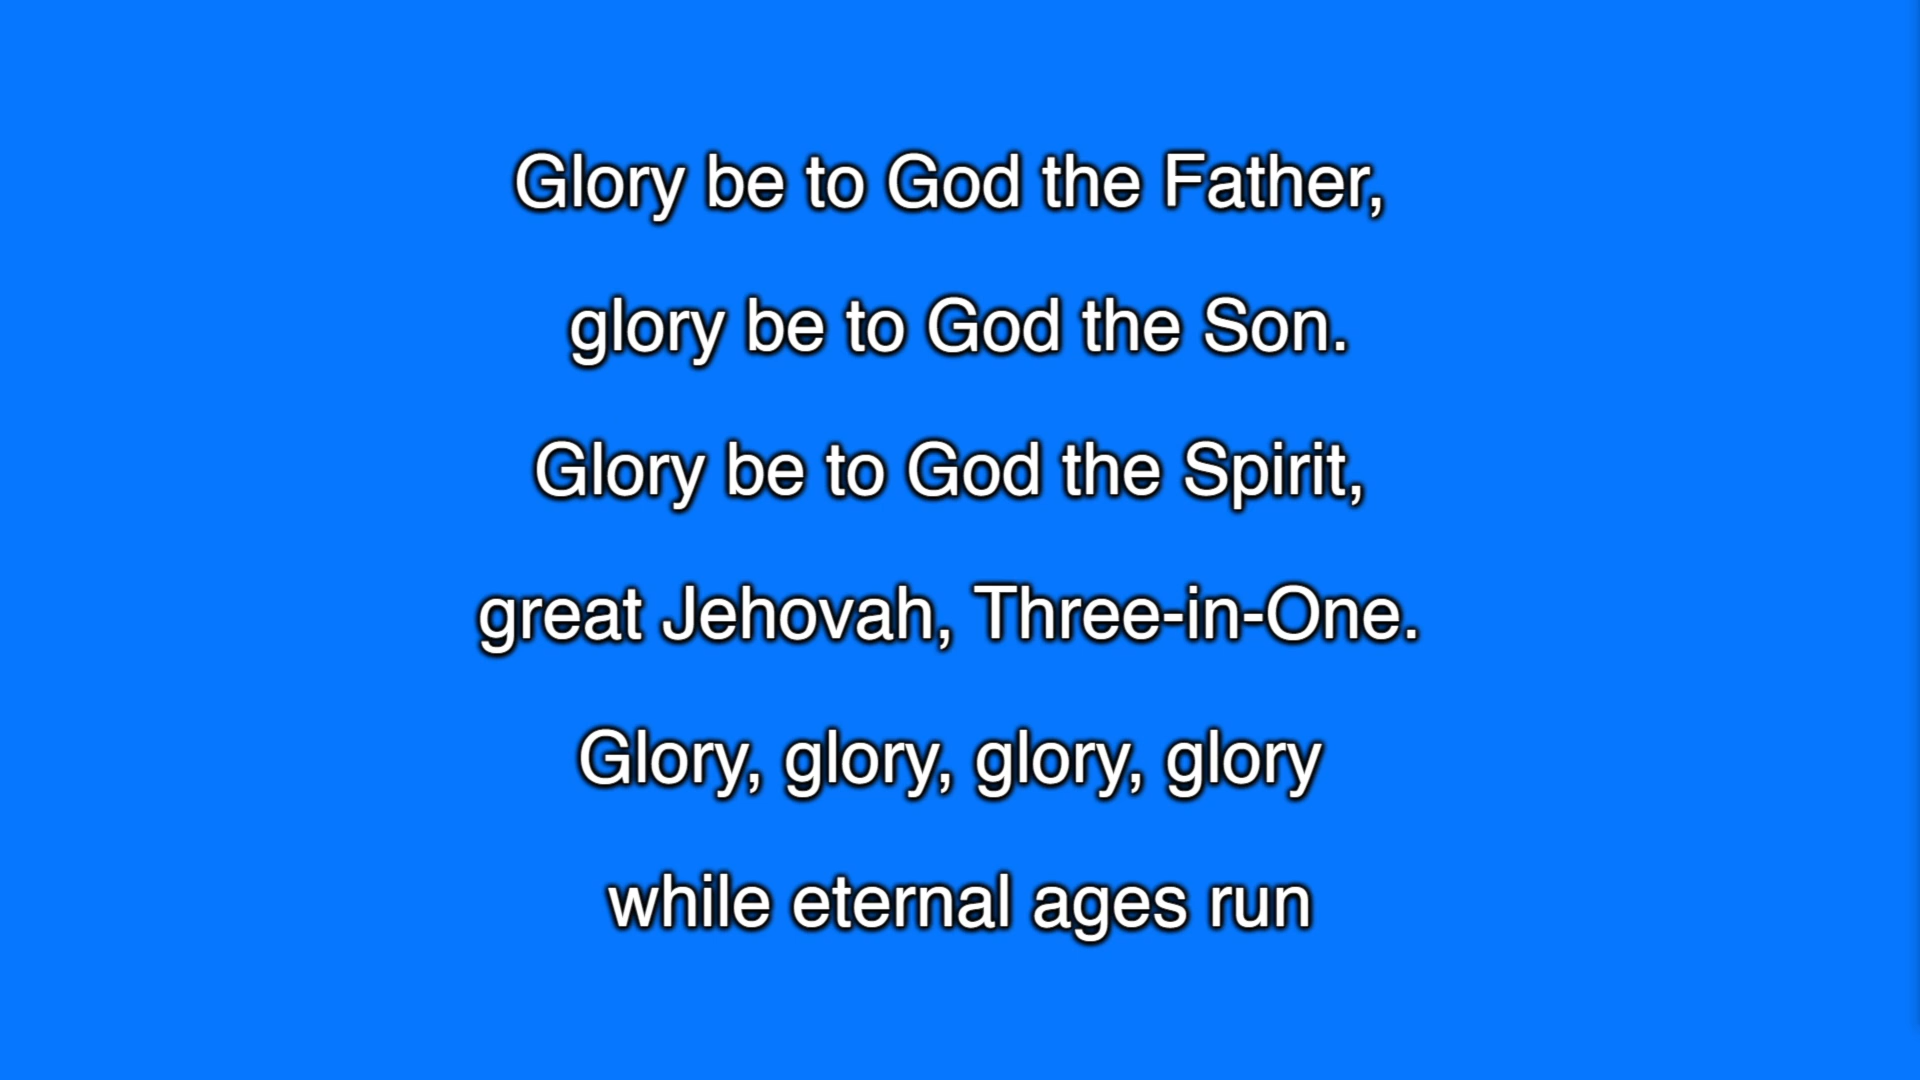 Glory be to God the Father,
glory be to God the Son.
Glory be to God the Spirit,
great Jehovah, Three-in-One.
Glory, glory, glory, glory
while eternal ages run